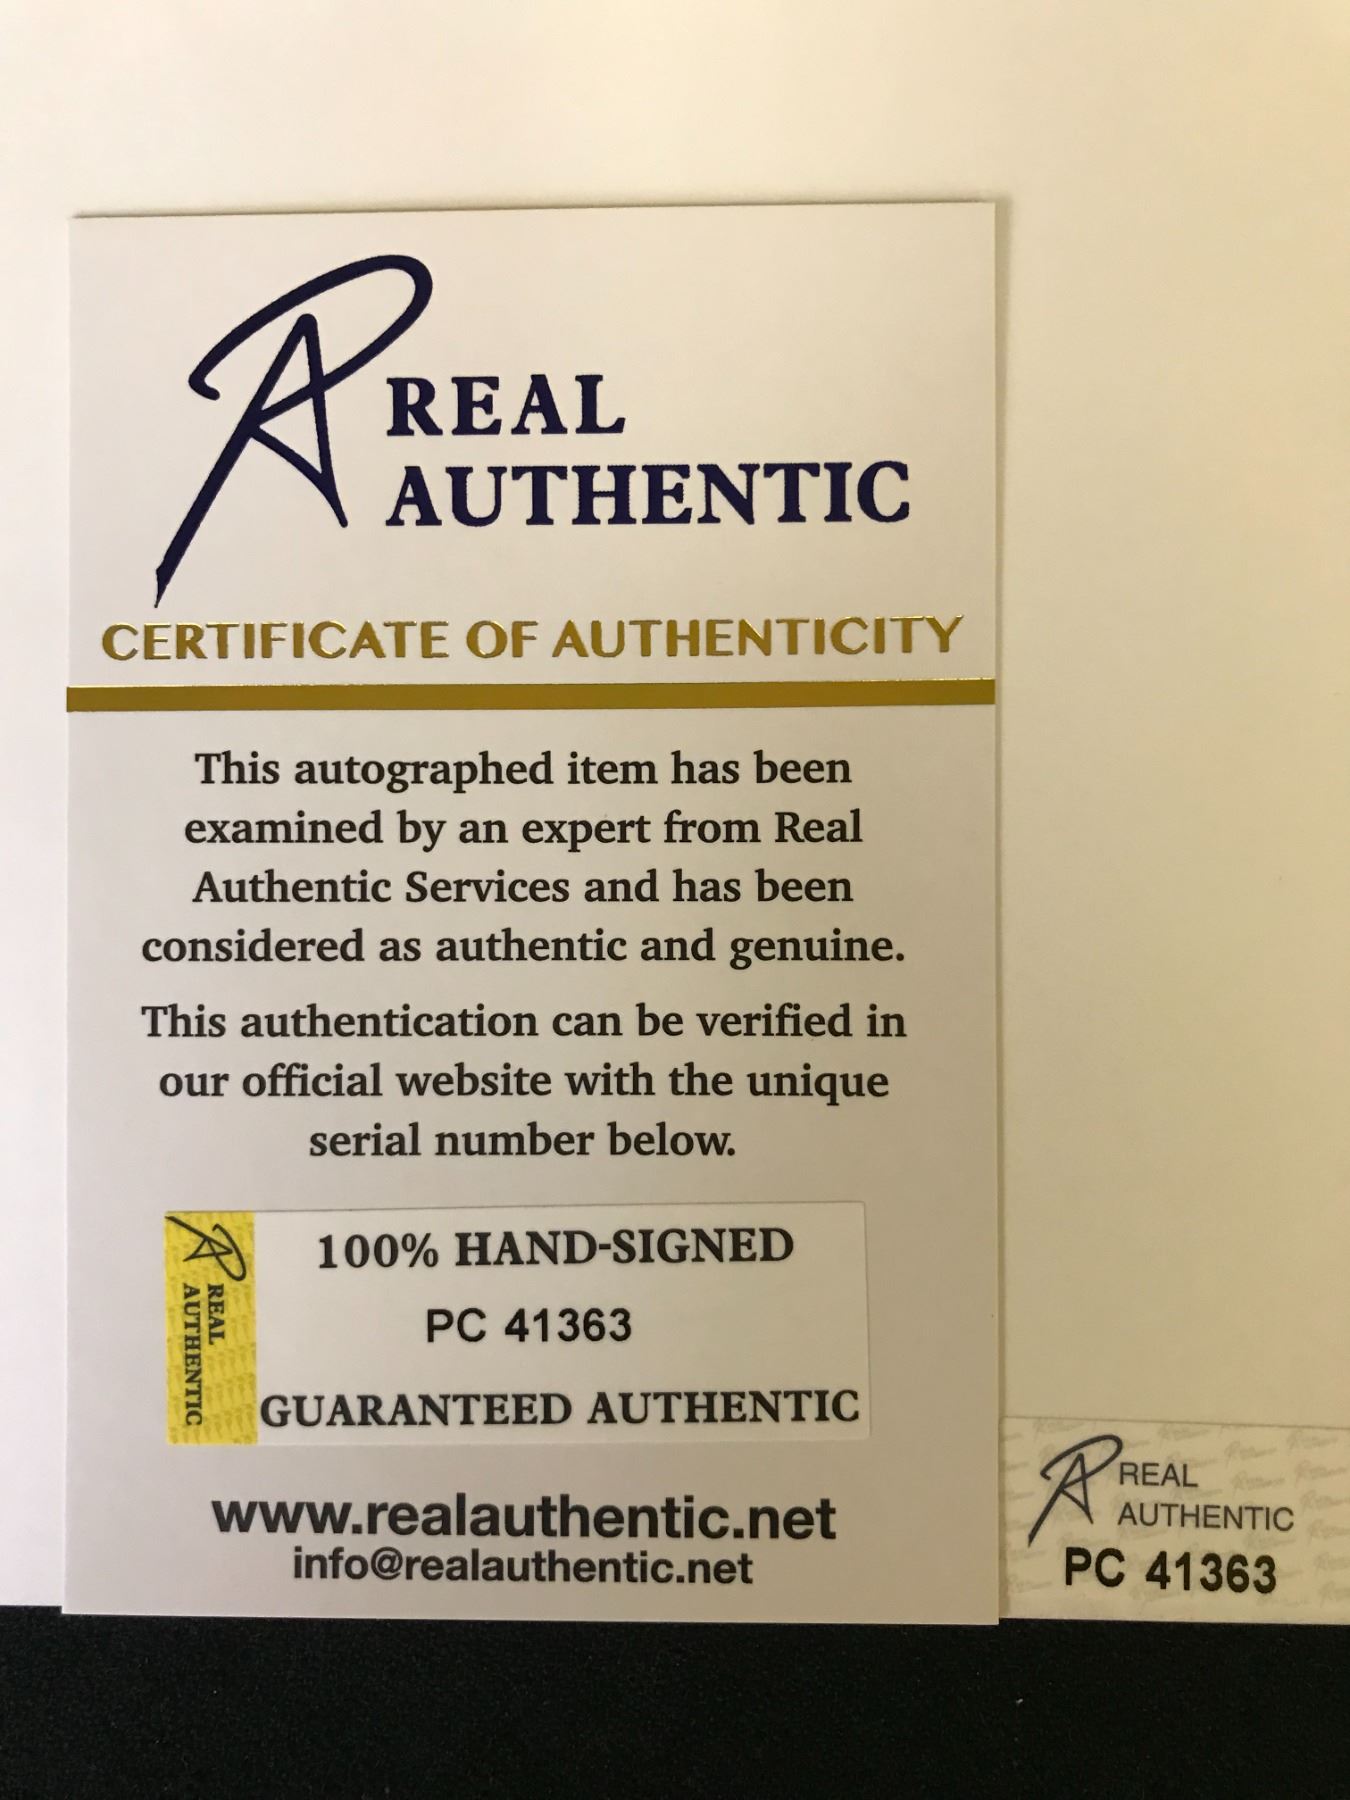 REAL
AUTHENTIC
CERTIFICATE OF AUTHENTICITY
This autographed item has been
examined by an expert from Real
Authentic Services and has been
considered as authentic and genuine.
This authentication can be verified in
our official website with the unique
serial number below.
REAL
AUTHENTIC
100% HAND-SIGNED
PC 41363
GUARANTEED AUTHENTIC
www.realauthentic.net
info@realauthentic.net
REAL
AUTHENTIC
PC 41363